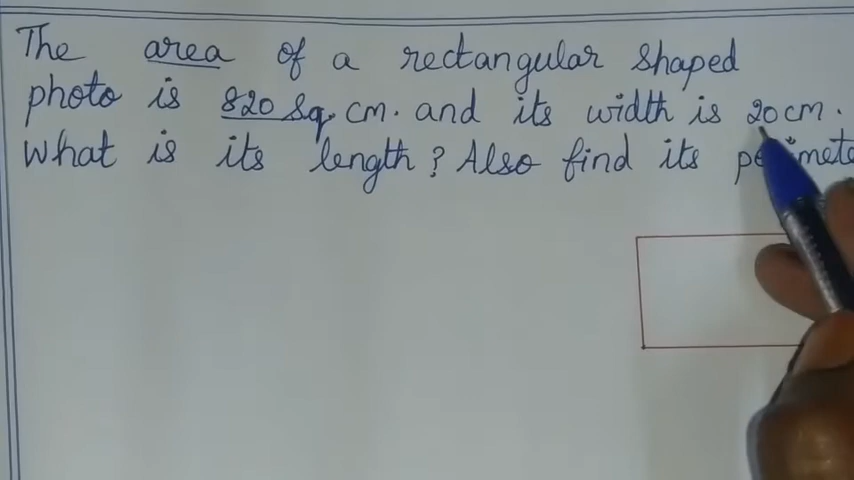 The area of a rectangular shaped
photo is 820 Sq. cm. and its width is 20 cm.
What is its length? Also find its